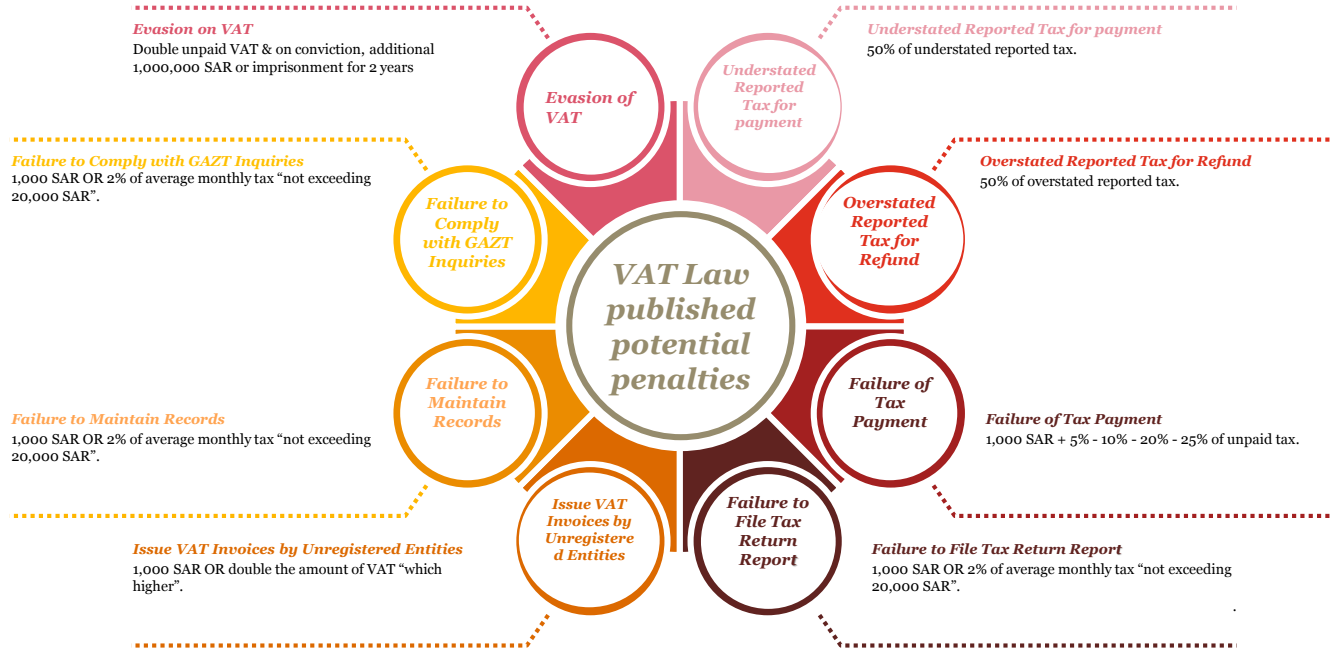 Evasion on VAT
Double unpaid VAT & on conviction, additional
1,000,000 SAR or imprisonment for 2 years
Understated Reported Tax for payment
50% of understated reported tax.
Evasion of
VAT
Understated
Reported
Tax for
payment
Failure to Comply with GAZT Inquiries
1,000 SAR OR 2% of average monthly tax “not exceeding
20,000 SAR”.
Overstated Reported Tax for Refund
50% of overstated reported tax.
Failure to
Comply
with GAZT
Inquiries
Overstated
Reported
Tax for
Refund
VAT Law
published
potential
penalties
Failure to
Maintain
Records
Failure of
Tax
Payment
Failure to Maintain Records
1,000 SAR OR 2% of average monthly tax “not exceeding
20,000 SAR”.
Failure of Tax Payment
1,000 SAR + 5% - 10% - 20% - 25% of unpaid tax.
Issue VAT
Invoices by
Unregistere
d Entities
Failure to
File Tax
Return
Report
Issue VAT Invoices by Unregistered Entities
1,000 SAR OR double the amount of VAT “which
higher”.
Failure to File Tax Return Report
1,000 SAR OR 2% of average monthly tax “not exceeding
20,000 SAR”.
.